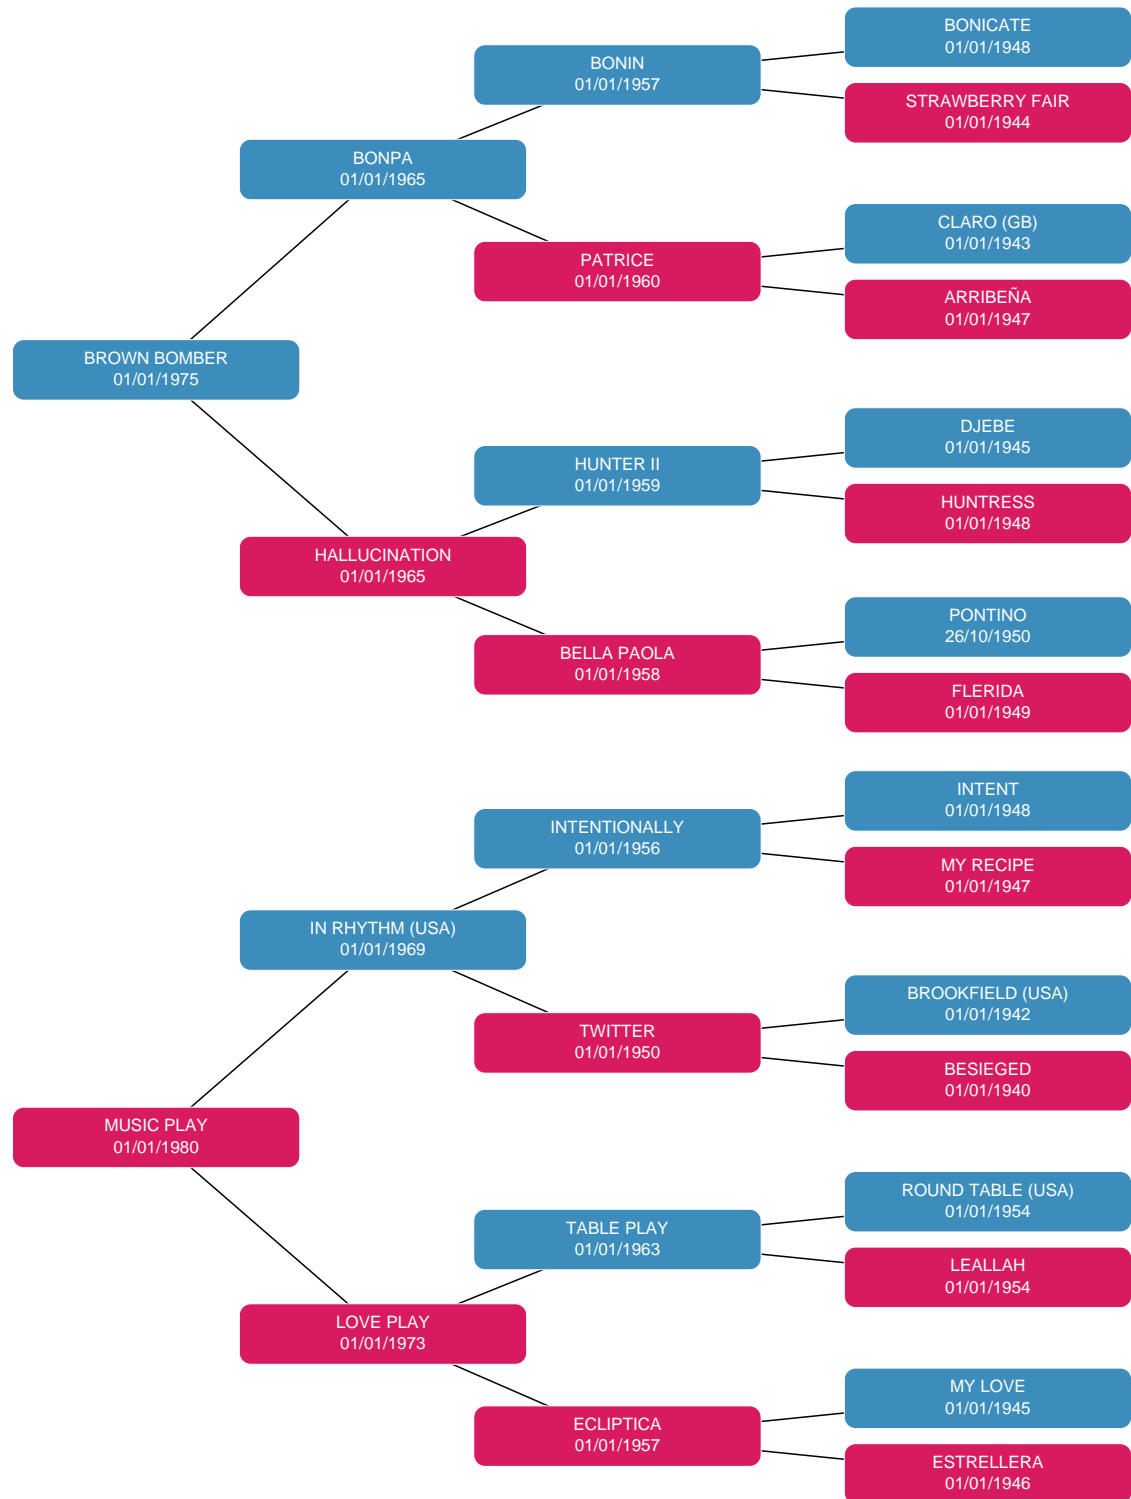 BONICATE
01/01/1948
BONIN
01/01/1957
STRAWBERRY FAIR
01/01/1944
BONPA
01/01/1965
CLARO (GB)
01/01/1943
PATRICE
01/01/1960
ARRIBEÑA
01/01/1947
BROWN BOMBER
01/01/1975
DJEBE
01/01/1945
HUNTER II
01/01/1959
HUNTRESS
01/01/1948
HALLUCINATION
01/01/1965
PONTINO
26/10/1950
BELLA PAOLA
01/01/1958
FLERIDA
01/01/1949
INTENT
01/01/1948
INTENTIONALLY
01/01/1956
MY RECIPE
01/01/1947
IN RHYTHM (USA)
01/01/1969
BROOKFIELD (USA)
01/01/1942
TWITTER
01/01/1950
BESIEGED
01/01/1940
MUSIC PLAY
01/01/1980
ROUND TABLE (USA)
01/01/1954
TABLE PLAY
01/01/1963
LEALLAH
01/01/1954
LOVE PLAY
01/01/1973
MY LOVE
01/01/1945
ECLIPTICA
01/01/1957
ESTRELLERA
01/01/1946